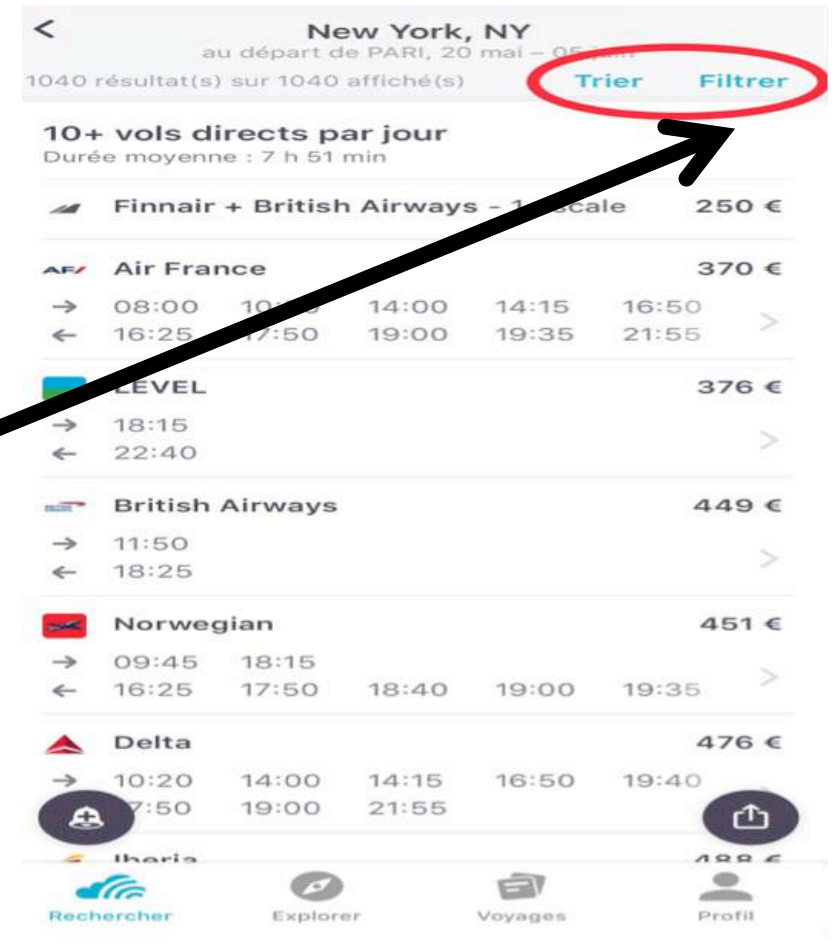 <
New York, NY
au départ de PARI, 20 mai – 05
1040 résultat(s) sur 1040 affiché(s) Trier Filtrer
10+ vols directs par jour
Durée moyenne : 7 h 51 min
Finnair + British Airways - 1 250 €
AF/ Air France 370 €
→ 08:00 14:00 14:15 16:50
← 16:25 17:50 19:00 19:35 21:55 >
LEVEL 376 €
→ 18:15
← 22:40 >
British Airways 449 €
→ 11:50
← 18:25 >
Norwegian 451 €
→ 09:45 18:15
← 16:25 17:50 18:40 19:00 19:35 >
Delta 476 €
→ 10:20 14:00 14:15 16:50 19:40
19:00 21:55
Iberia 488 €
Rechercher Explorer Voyages Profil